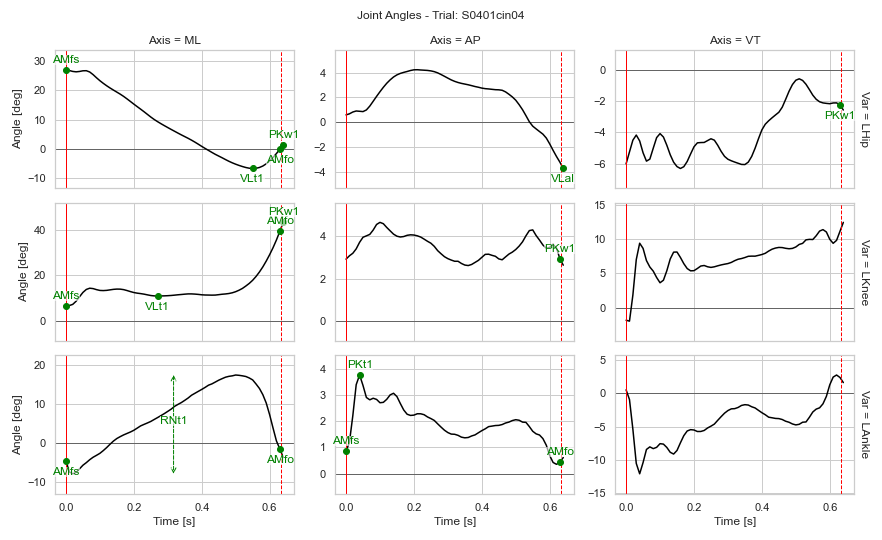 Joint Angles - Trial: S0401cin04
Axis = ML
Axis = AP
Axis = VT
Angle [deg]
30
20
10
0
−10
AMfs
PKw1
AMfo
VLt1
4
2
0
−2
−4
VLal
0
−2
−4
−6
PKw1
Var = LHip
Angle [deg]
40
20
0
AMfs
VLt1
PKw1
AMfo
4
2
0
PKw1
15
10
5
0
Var = LKnee
Angle [deg]
20
10
0
−10
AMfs
RNt1
AMfo
0.0
0.2
0.4
0.6
Time [s]
4
3
2
1
0
PKt1
AMfs
AMfo
0.0
0.2
0.4
0.6
Time [s]
5
0
−5
−10
−15
0.0
0.2
0.4
0.6
Time [s]
Var = LAnkle